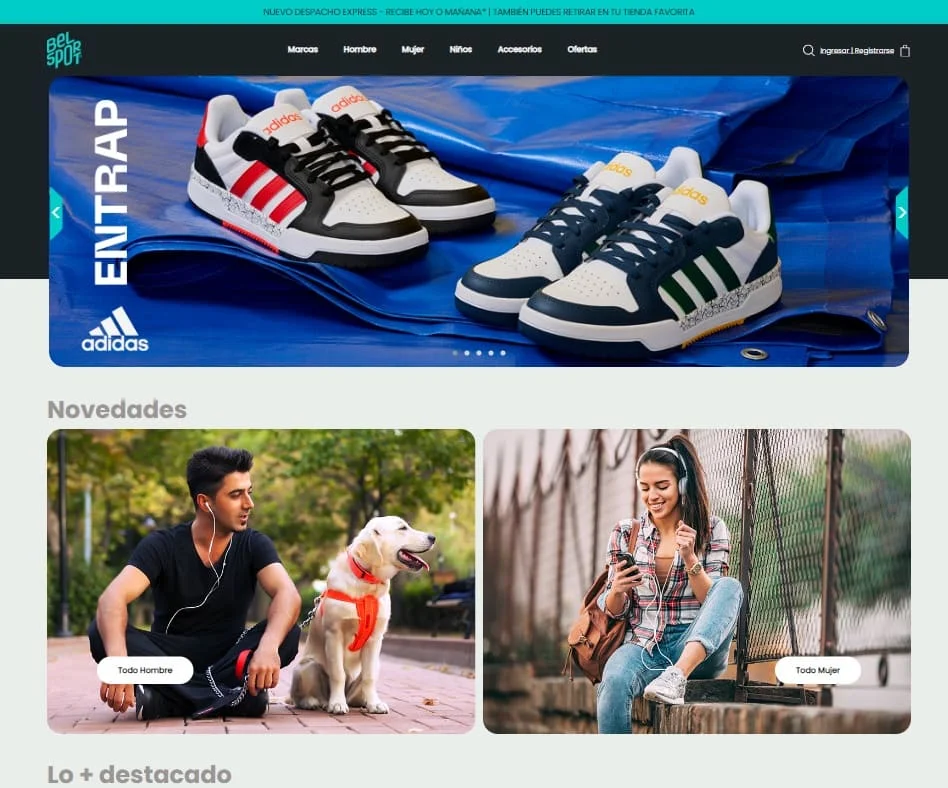 NUEVO DESPACHO EXPRESS - RECIBE HOY O MAÑANA* | TAMBIÉN PUEDES RETIRAR EN TU TIENDA FAVORITA
BEL
SPORT
Marcas Hombre Mujer Niños Accesorios Ofertas
Ingresar | Registrarse
ENTRAP
adidas
adidas
adidas
adidas
Novedades
Todo Hombre
Todo Mujer
Lo + destacado